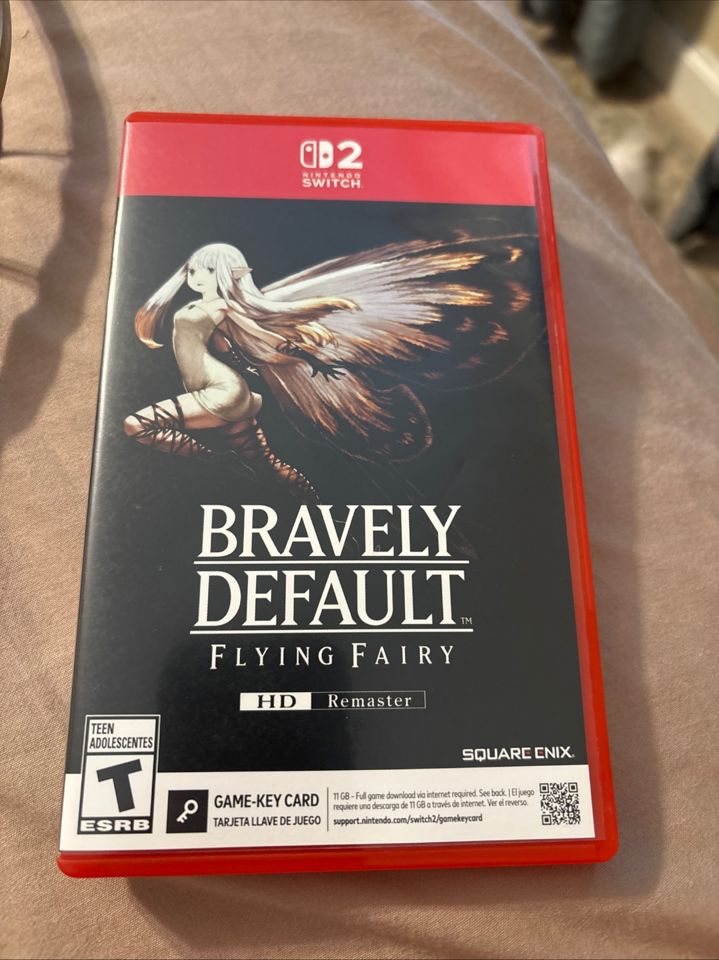 2
NINTENDO
SWITCH
BRAVELY
DEFAULT™
FLYING FAIRY
HD Remaster
SQUARE ENIX®
TEEN
ADOLESCENTES
T
ESRB
GAME-KEY CARD
TARJETA LLAVE DE JUEGO
11 GB – Full game download via internet required. See back. | El juego
requiere una descarga de 11 GB a través de internet. Ver el reverso.
support.nintendo.com/switch2/gamekeycard